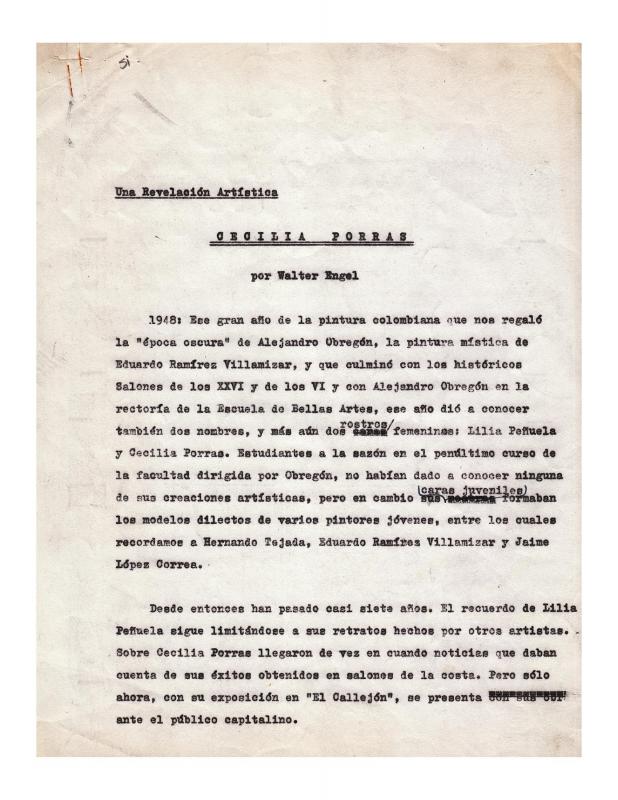 si
Una Revelación Artística
CECILIA PORRAS
por Walter Engel
1948: Ese gran año de la pintura colombiana que nos regaló
la "época oscura" de Alejandro Obregón, la pintura mística de
Eduardo Ramírez Villamizar, y que culminó con los históricos
Salones de los XXVI y de los VI y con Alejandro Obregón en la
rectoría de la Escuela de Bellas Artes, ese año dió a conocer
también dos nombres, y más aún dos rostros/ caras femeninos: Lilia Peñuela
y Cecilia Porras. Estudiantes a la sazón en el penúltimo curso de
la facultad dirigida por Obregón, no habían dado a conocer ninguna
de sus creaciones artísticas, pero en cambio (caras juveniles) sus formaban
los modelos dilectos de varios pintores jóvenes, entre los cuales
recordamos a Hernando Tejada, Eduardo Ramírez Villamizar y Jaime
López Correa.
Desde entonces han pasado casi siete años. El recuerdo de Lilia
Peñuela sigue limitándose a sus retratos hechos por otros artistas.
Sobre Cecilia Porras llegaron de vez en cuando noticias que daban
cuenta de sus éxitos obtenidos en salones de la costa. Pero sólo
ahora, con su exposición en "El Callejón", se presenta con sus
ante el público capitalino.